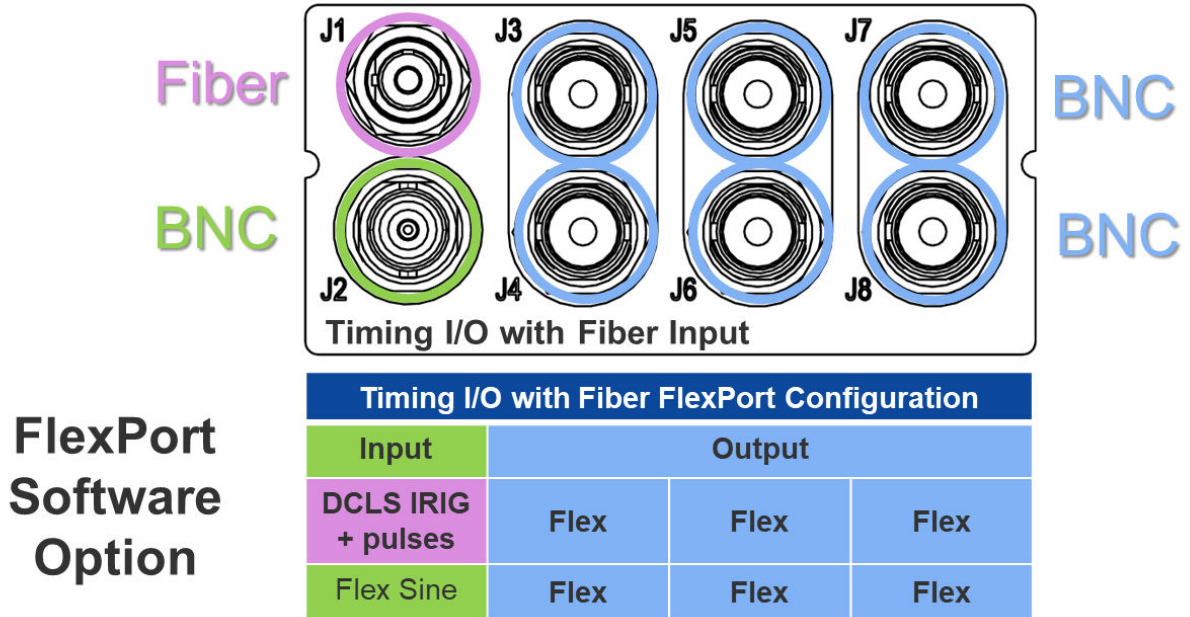 J1
J3
J5
J7
Fiber
BNC
BNC
BNC
J2
J4
J6
J8
Timing I/O with Fiber Input
FlexPort
Software
Option
Timing I/O with Fiber FlexPort Configuration
Input
Output
DCLS IRIG
+ pulses
Flex
Flex
Flex
Flex Sine
Flex
Flex
Flex